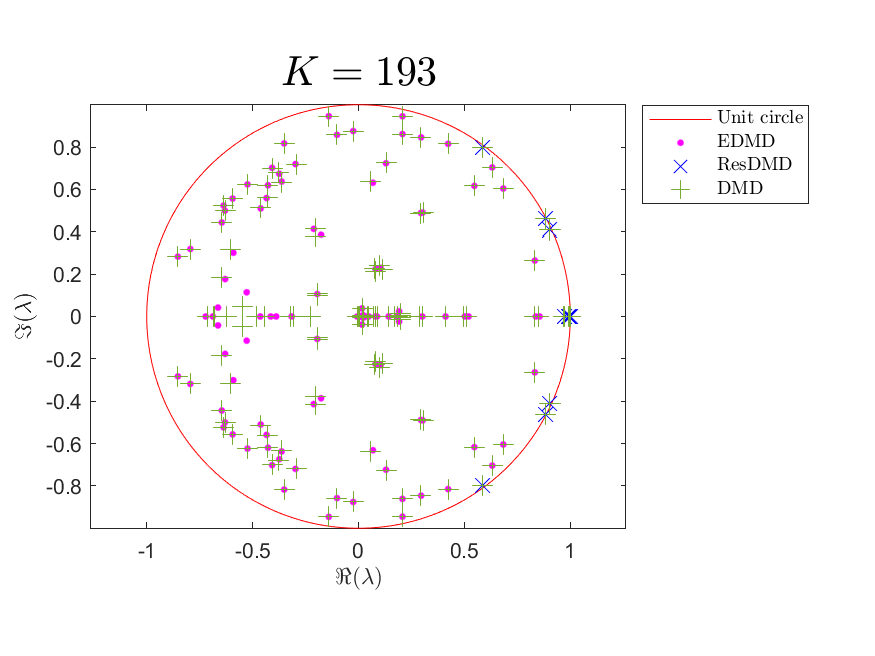 K = 193
Unit circle
EDMD
ResDMD
DMD
0.8
0.6
0.4
0.2
0
-0.2
-0.4
-0.6
-0.8
ℑ(λ)
-1 -0.5 0 0.5 1
ℜ(λ)